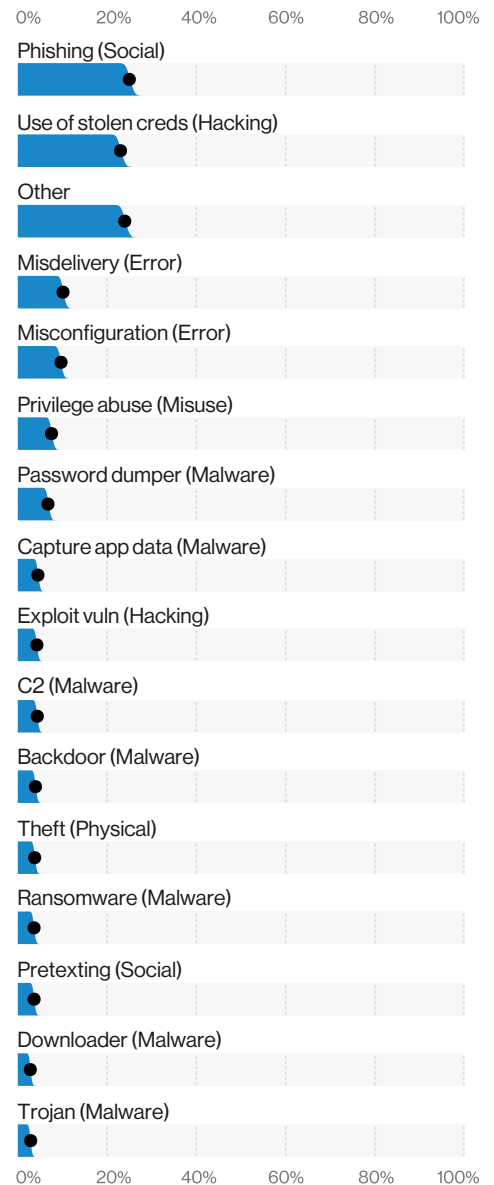 0% 20% 40% 60% 80% 100%
Phishing (Social)
Use of stolen creds (Hacking)
Other
Misdelivery (Error)
Misconfiguration (Error)
Privilege abuse (Misuse)
Password dumper (Malware)
Capture app data (Malware)
Exploit vuln (Hacking)
C2 (Malware)
Backdoor (Malware)
Theft (Physical)
Ransomware (Malware)
Pretexting (Social)
Downloader (Malware)
Trojan (Malware)
0% 20% 40% 60% 80% 100%